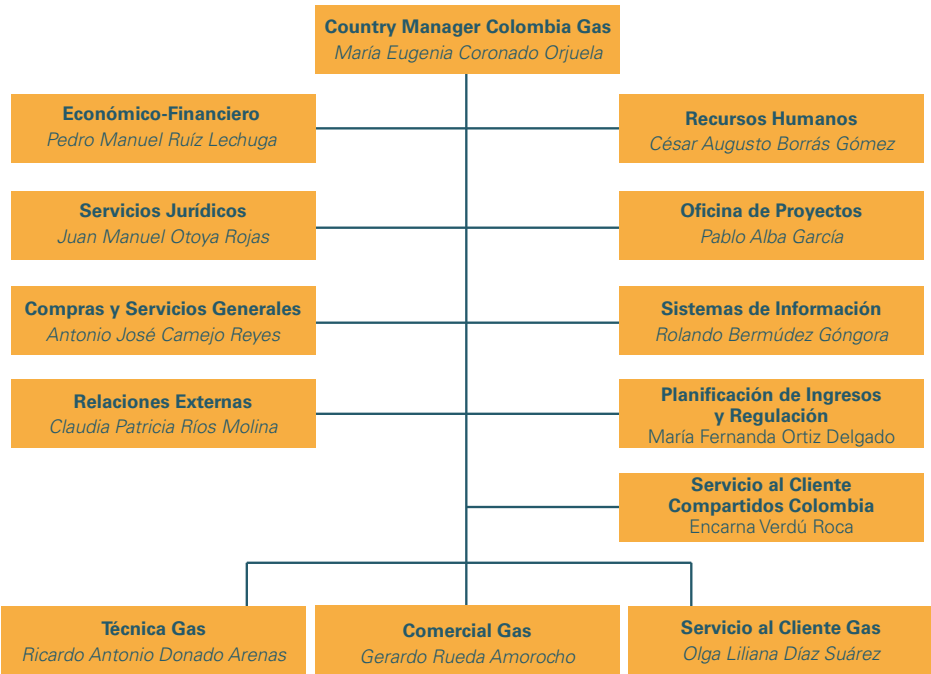 Country Manager Colombia Gas
María Eugenia Coronado Orjuela
Económico-Financiero
Pedro Manuel Ruíz Lechuga
Recursos Humanos
César Augusto Borrás Gómez
Servicios Jurídicos
Juan Manuel Otoya Rojas
Oficina de Proyectos
Pablo Alba García
Compras y Servicios Generales
Antonio José Camejo Reyes
Sistemas de Información
Rolando Bermúdez Góngora
Relaciones Externas
Claudia Patricia Ríos Molina
Planificación de Ingresos
y Regulación
María Fernanda Ortiz Delgado
Servicio al Cliente
Compartidos Colombia
Encarna Verdú Roca
Técnica Gas
Ricardo Antonio Donado Arenas
Comercial Gas
Gerardo Rueda Amorocho
Servicio al Cliente Gas
Olga Liliana Díaz Suárez